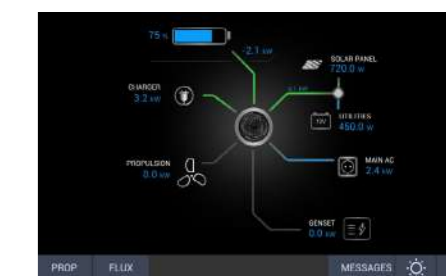 75 %
-2.1 kW
SOLAR PANEL
720.0 w
CHARGER
3.2 kW
UTILITIES
450.0 w
12V
PROPULSION
0.0 kW
MAIN AC
2.4 kW
GENSET
0.0 kW
PROP
FLUX
MESSAGES